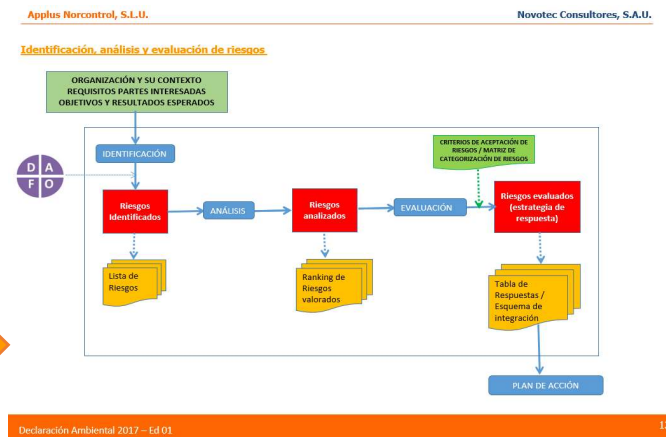 Applus Norcontrol, S.L.U.
Novotec Consultores, S.A.U.
Identificación, análisis y evaluación de riesgos
ORGANIZACIÓN Y SU CONTEXTO
REQUISITOS PARTES INTERESADAS
OBJETIVOS Y RESULTADOS ESPERADOS
IDENTIFICACIÓN
CRITERIOS DE ACEPTACIÓN DE
RIESGOS / MATRIZ DE
CATEGORIZACIÓN DE RIESGOS
D A
F O
Riesgos
Identificados
ANÁLISIS
Riesgos
analizados
EVALUACIÓN
Riesgos evaluados
(estrategia de
respuesta)
Lista de
Riesgos
Ranking de
Riesgos
valorados
Tabla de
Respuestas /
Esquema de
integración
PLAN DE ACCIÓN
Declaración Ambiental 2017 – Ed 01